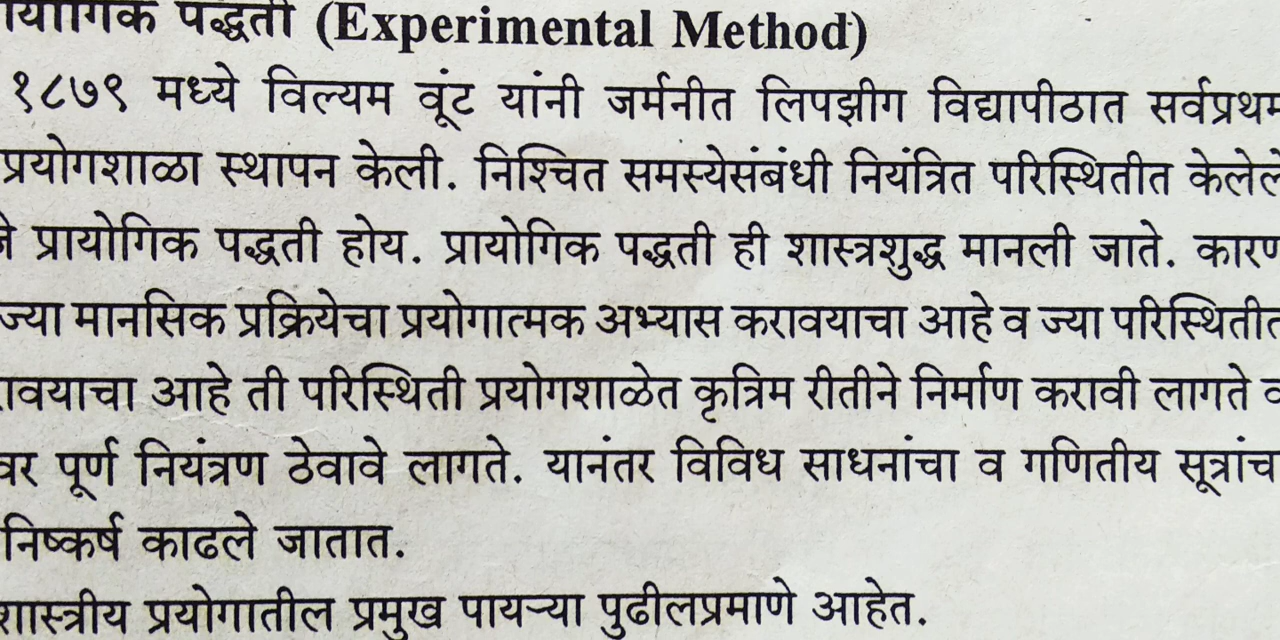 पद्धती (Experimental Method)
१८७९ मध्ये विल्यम वूंट यांनी जर्मनीत लिपझीग विद्यापीठात सर्वप्रथम
प्रयोगशाळा स्थापन केली. निश्चित समस्येसंबंधी नियंत्रित परिस्थितीत केलेले
प्रायोगिक पद्धती होय. प्रायोगिक पद्धती ही शास्त्रशुद्ध मानली जाते. कारण
ज्या मानसिक प्रक्रियेचा प्रयोगात्मक अभ्यास करावयाचा आहे व ज्या परिस्थितीत
आहे ती परिस्थिती प्रयोगशाळेत कृत्रिम रीतीने निर्माण करावी लागते व
वर पूर्ण नियंत्रण ठेवावे लागते. यानंतर विविध साधनांचा व गणितीय
निष्कर्ष काढले जातात.
शास्त्रीय प्रयोगातील प्रमुख पायऱ्या पुढीलप्रमाणे आहेत.